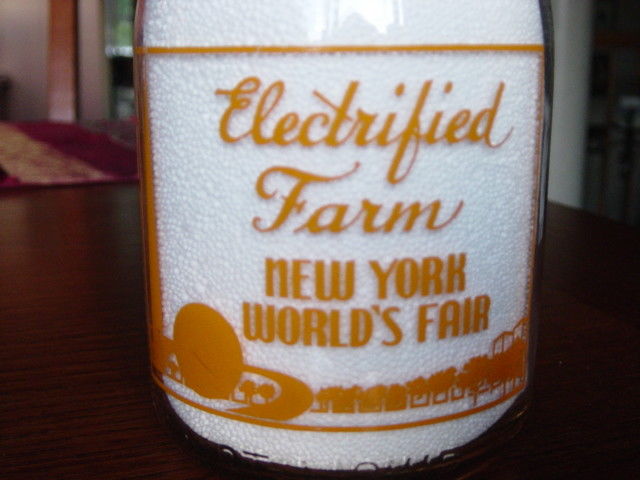 Electrified
Farm
NEW YORK
WORLD'S FAIR